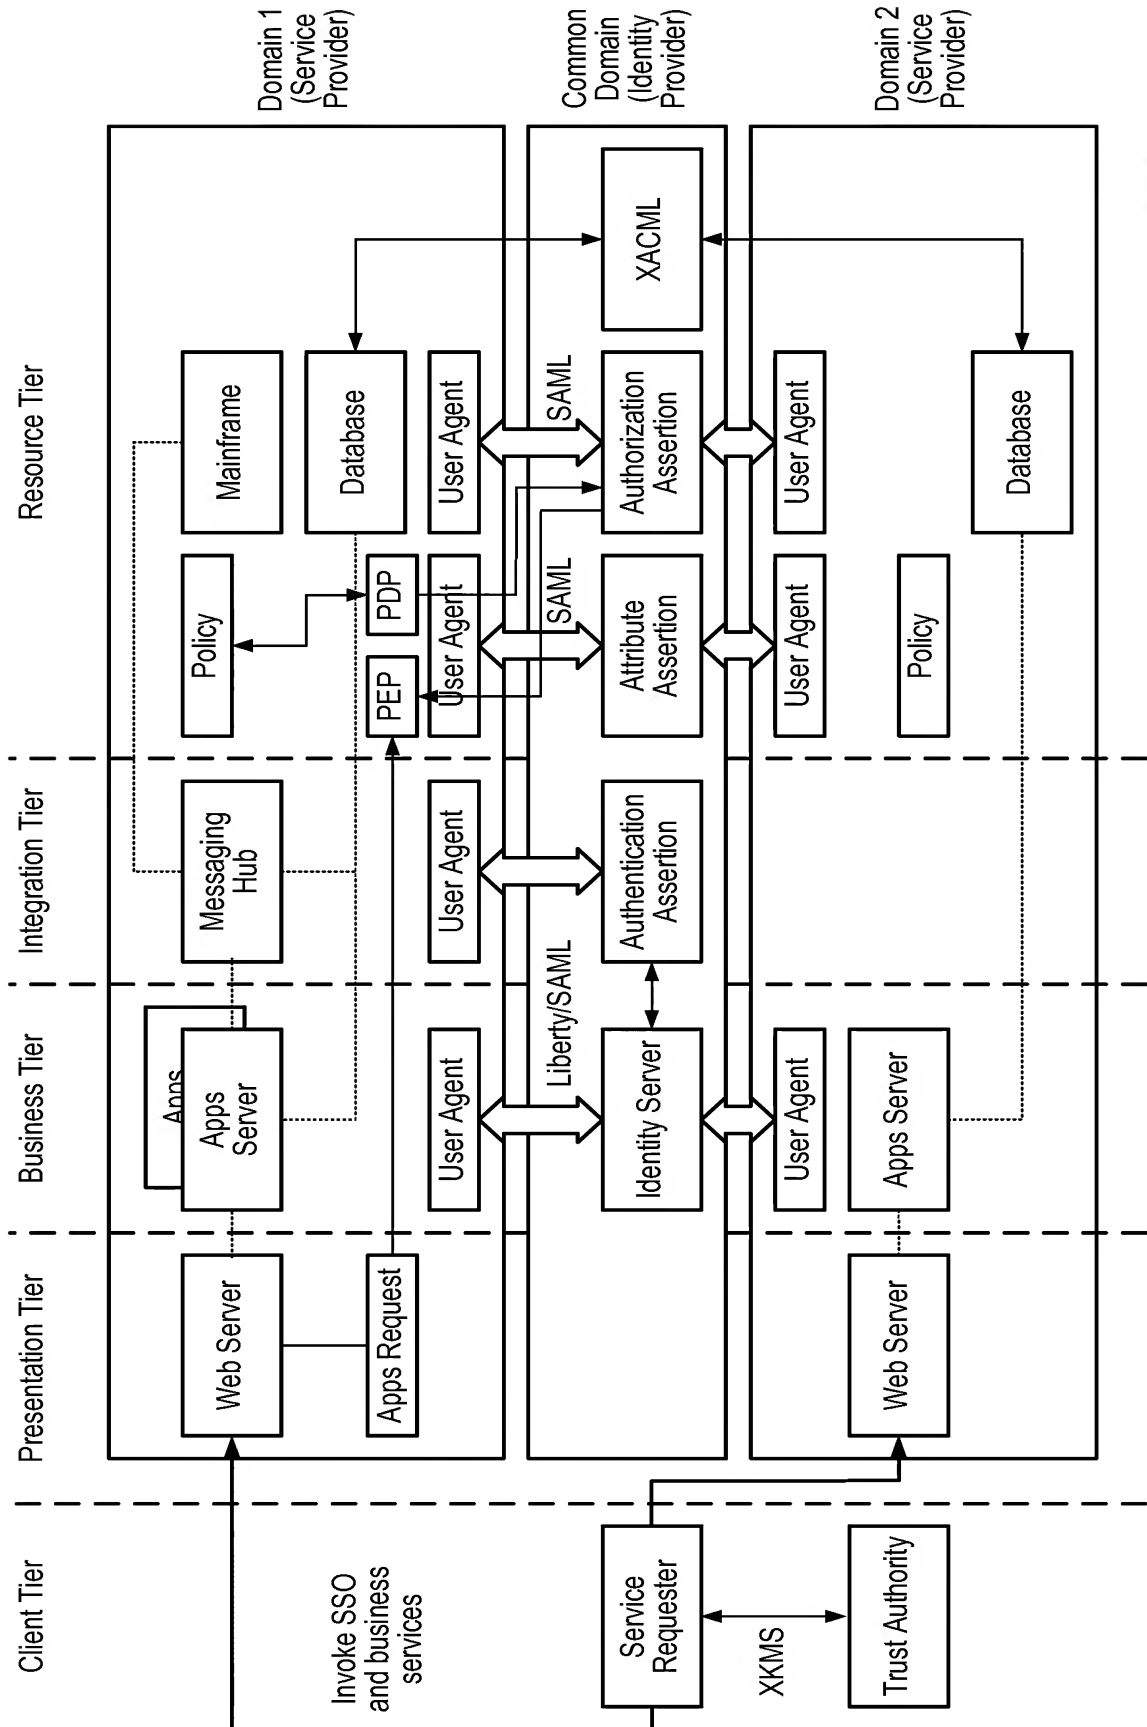 Client Tier
Presentation Tier
Business Tier
Integration Tier
Resource Tier
Domain 1
(Service
Provider)
Web Server
Apps
Apps
Server
Messaging
Hub
Policy
Mainframe
Database
Apps Request
PEP
PDP
User Agent
User Agent
User Agent
User Agent
Invoke SSO
and business
services
Liberty/SAML
SAML
SAML
Common
Domain
(Identity
Provider)
Service
Requester
Identity Server
Authentication
Assertion
Attribute
Assertion
Authorization
Assertion
XACML
XKMS
Domain 2
(Service
Provider)
User Agent
User Agent
User Agent
Trust Authority
Web Server
Apps Server
Policy
Database